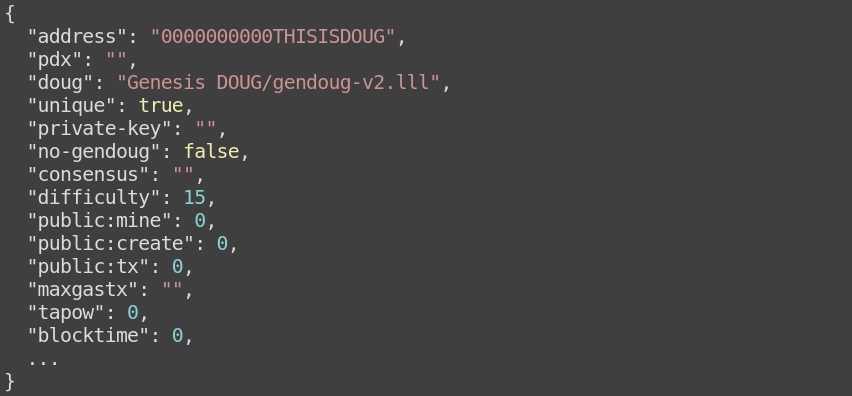 {
  "address": "0000000000THISISDOUG",
  "pdx": "",
  "doug": "Genesis DOUG/gendoug-v2.lll",
  "unique": true,
  "private-key": "",
  "no-gendoug": false,
  "consensus": "",
  "difficulty": 15,
  "public:mine": 0,
  "public:create": 0,
  "public:tx": 0,
  "maxgastx": "",
  "tapow": 0,
  "blocktime": 0,
  ...
}